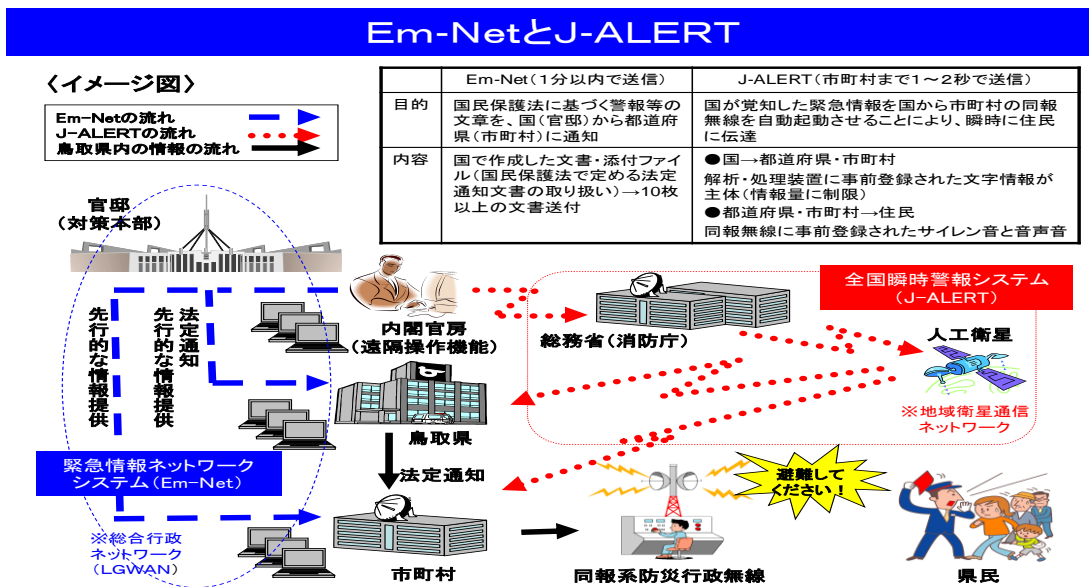 Em-NetとJ-ALERT
〈イメージ図〉
Em-Netの流れ
J-ALERTの流れ
鳥取県内の情報の流れ
Em-Net(1分以内で送信)
J-ALERT(市町村まで1～2秒で送信)
目的
国民保護法に基づく警報等の
文章を、国(官邸)から都道府
県(市町村)に通知
国が覚知した緊急情報を国から市町村の同報
無線を自動起動させることにより、瞬時に住民
に伝達
内容
国で作成した文書・添付ファイ
ル(国民保護法で定める法定
通知文書の取り扱い)→10枚
以上の文書送付
●国→都道府県・市町村
解析・処理装置に事前登録された文字情報が
主体(情報量に制限)
●都道府県・市町村→住民
同報無線に事前登録されたサイレン音と音声音
官邸
(対策本部)
先行的な情報提供
先行的な情報提供
法定通知
内閣官房
(遠隔操作機能)
総務省(消防庁)
全国瞬時警報システム
(J-ALERT)
人工衛星
※地域衛星通信
ネットワーク
鳥取県
法定通知
緊急情報ネットワーク
システム(Em-Net)
※総合行政
ネットワーク
(LGWAN)
市町村
同報系防災行政無線
避難して
ください！
県民